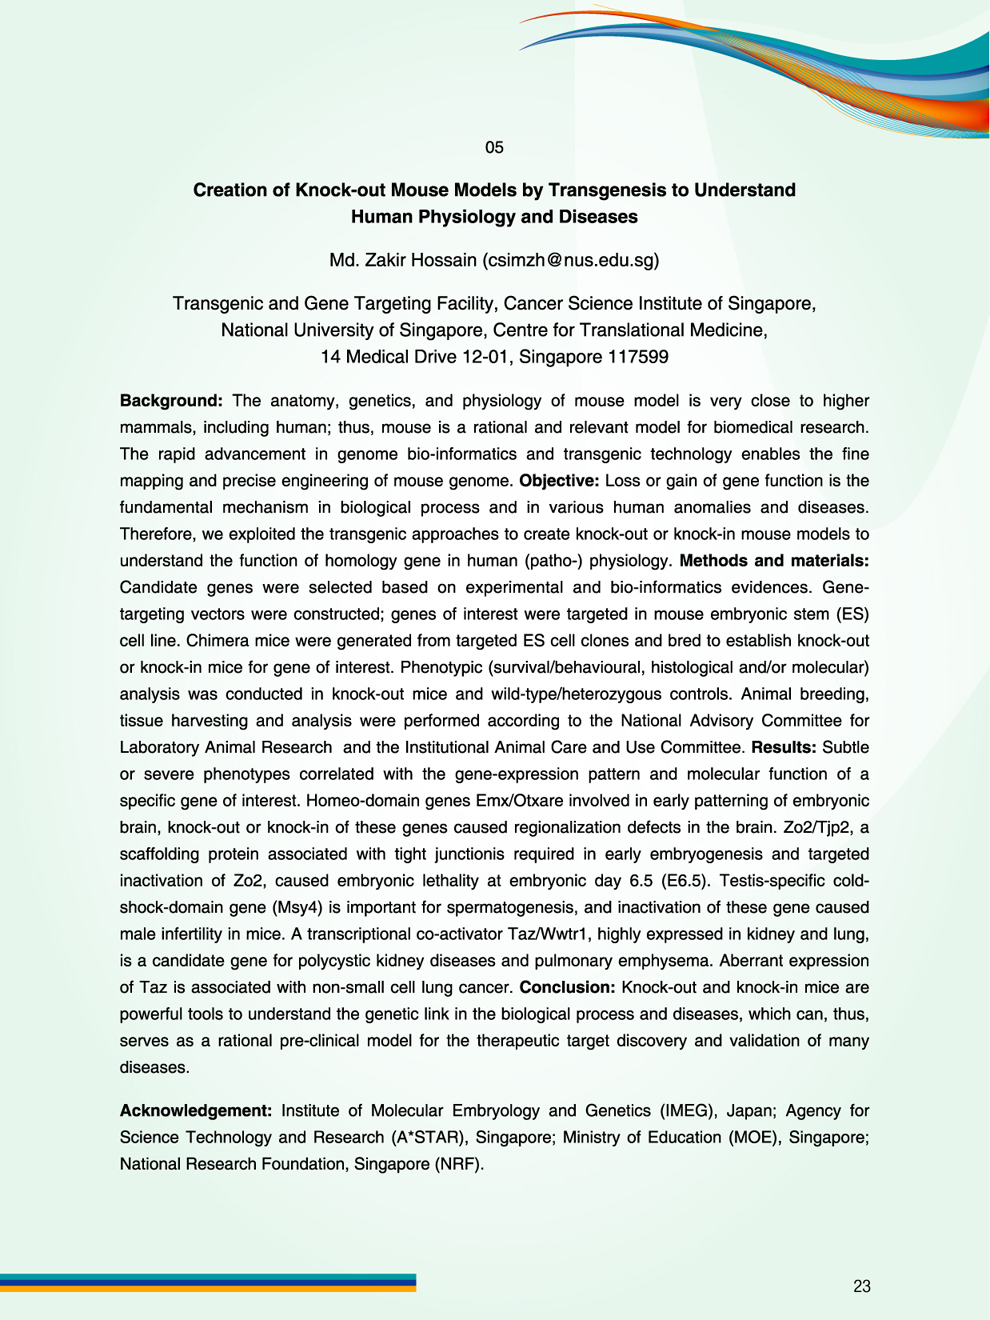 05
Creation of Knock-out Mouse Models by Transgenesis to Understand
Human Physiology and Diseases
Md. Zakir Hossain (csimzh@nus.edu.sg)
Transgenic and Gene Targeting Facility, Cancer Science Institute of Singapore,
National University of Singapore, Centre for Translational Medicine,
14 Medical Drive 12-01, Singapore 117599
Background: The anatomy, genetics, and physiology of mouse model is very close to higher
mammals, including human; thus, mouse is a rational and relevant model for biomedical research.
The rapid advancement in genome bio-informatics and transgenic technology enables the fine
mapping and precise engineering of mouse genome. Objective: Loss or gain of gene function is the
fundamental mechanism in biological process and in various human anomalies and diseases.
Therefore, we exploited the transgenic approaches to create knock-out or knock-in mouse models to
understand the function of homology gene in human (patho-) physiology. Methods and materials:
Candidate genes were selected based on experimental and bio-informatics evidences. Gene-
targeting vectors were constructed; genes of interest were targeted in mouse embryonic stem (ES)
cell line. Chimera mice were generated from targeted ES cell clones and bred to establish knock-out
or knock-in mice for gene of interest. Phenotypic (survival/behavioural, histological and/or molecular)
analysis was conducted in knock-out mice and wild-type/heterozygous controls. Animal breeding,
tissue harvesting and analysis were performed according to the National Advisory Committee for
Laboratory Animal Research  and the Institutional Animal Care and Use Committee. Results: Subtle
or severe phenotypes correlated with the gene-expression pattern and molecular function of a
specific gene of interest. Homeo-domain genes Emx/Otxare involved in early patterning of embryonic
brain, knock-out or knock-in of these genes caused regionalization defects in the brain. Zo2/Tjp2, a
scaffolding protein associated with tight junctionis required in early embryogenesis and targeted
inactivation of Zo2, caused embryonic lethality at embryonic day 6.5 (E6.5). Testis-specific cold-
shock-domain gene (Msy4) is important for spermatogenesis, and inactivation of these gene caused
male infertility in mice. A transcriptional co-activator Taz/Wwtr1, highly expressed in kidney and lung,
is a candidate gene for polycystic kidney diseases and pulmonary emphysema. Aberrant expression
of Taz is associated with non-small cell lung cancer. Conclusion: Knock-out and knock-in mice are
powerful tools to understand the genetic link in the biological process and diseases, which can, thus,
serves as a rational pre-clinical model for the therapeutic target discovery and validation of many
diseases.
Acknowledgement: Institute of Molecular Embryology and Genetics (IMEG), Japan; Agency for
Science Technology and Research (A*STAR), Singapore; Ministry of Education (MOE), Singapore;
National Research Foundation, Singapore (NRF).
23